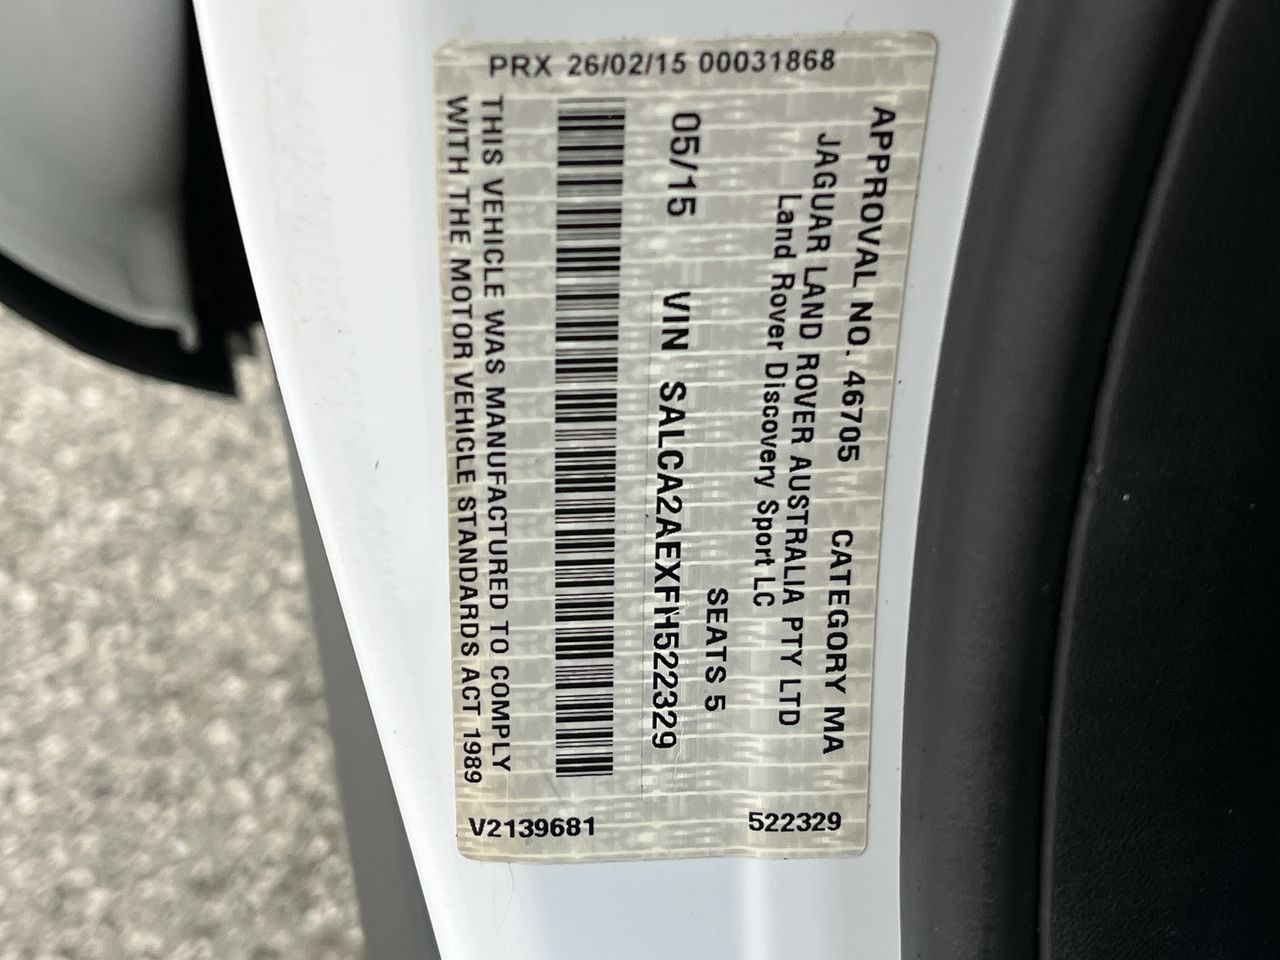 PRX 26/02/15 00031868
APPROVAL NO. 46705 CATEGORY MA
JAGUAR LAND ROVER AUSTRALIA PTY LTD
Land Rover Discovery Sport LC
SEATS 5
05/15 VIN SALCA2AEXFH522329
THIS VEHICLE WAS MANUFACTURED TO COMPLY
WITH THE MOTOR VEHICLE STANDARDS ACT 1989
V2139681 522329